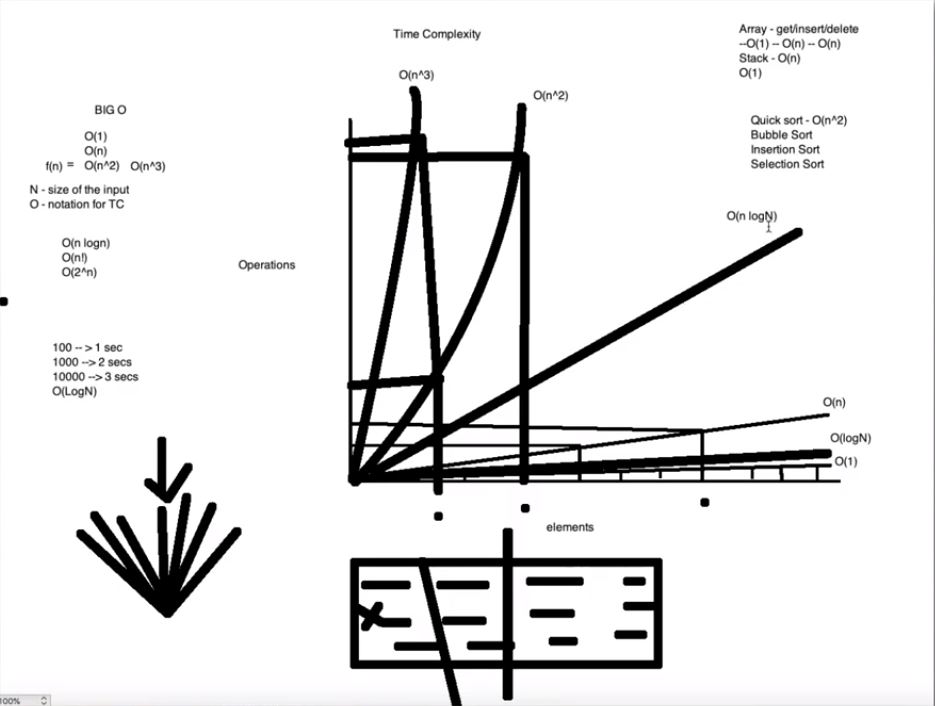 Time Complexity
Array - get/insert/delete
--O(1) -- O(n) -- O(n)
Stack - O(n)
O(1)
O(n^3)
O(n^2)
BIG O
O(1)
O(n)
f(n) = O(n^2) O(n^3)
N - size of the input
O - notation for TC
O(n logn)
O(n!)
O(2^n)
Quick sort - O(n^2)
Bubble Sort
Insertion Sort
Selection Sort
O(n logN)
Operations
100 -- > 1 sec
1000 --> 2 secs
10000 --> 3 secs
O(LogN)
O(n)
O(logN)
O(1)
elements
100%